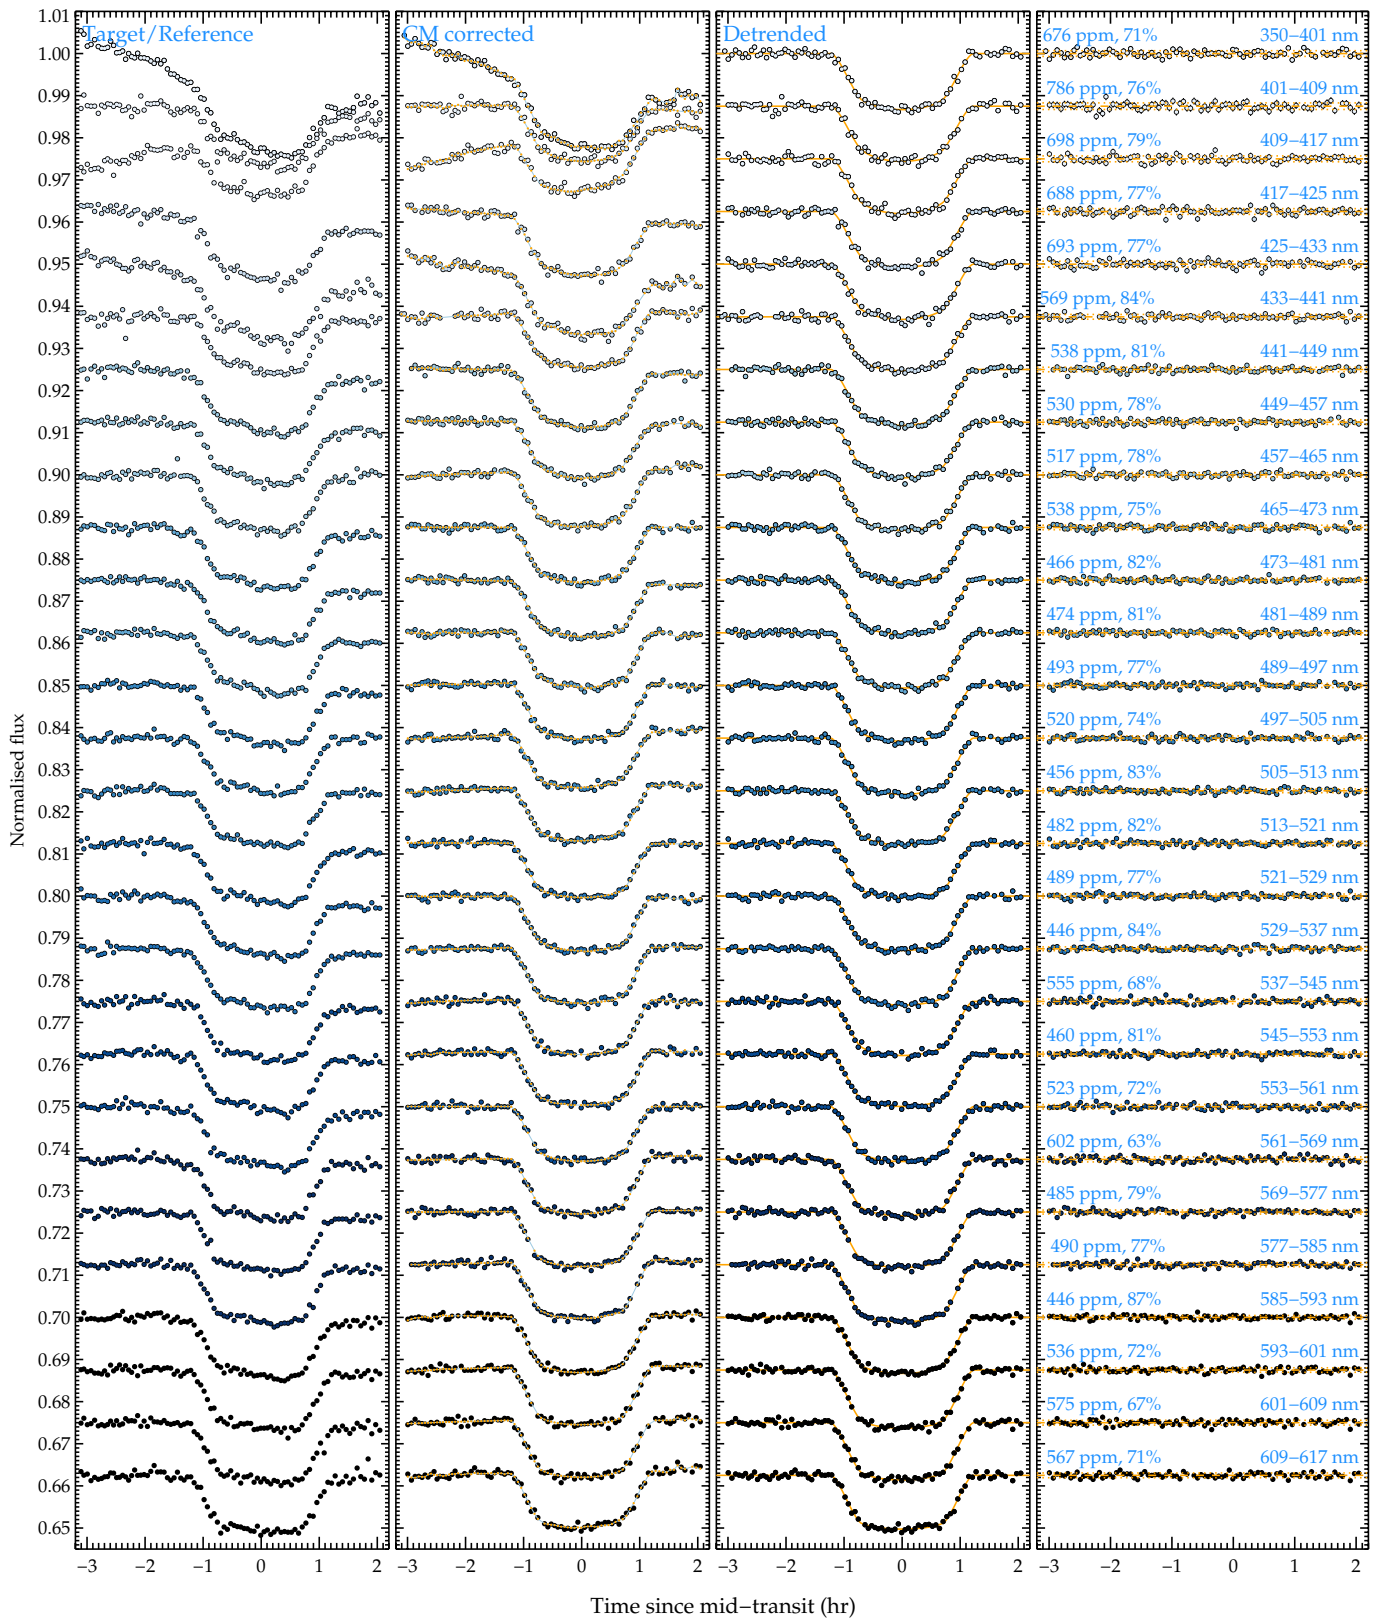 Target/Reference
CM corrected
Detrended
676 ppm, 71% 350−401 nm
786 ppm, 76% 401−409 nm
698 ppm, 79% 409−417 nm
688 ppm, 77% 417−425 nm
693 ppm, 77% 425−433 nm
569 ppm, 84% 433−441 nm
538 ppm, 81% 441−449 nm
530 ppm, 78% 449−457 nm
517 ppm, 78% 457−465 nm
538 ppm, 75% 465−473 nm
466 ppm, 82% 473−481 nm
474 ppm, 81% 481−489 nm
493 ppm, 77% 489−497 nm
520 ppm, 74% 497−505 nm
456 ppm, 83% 505−513 nm
482 ppm, 82% 513−521 nm
489 ppm, 77% 521−529 nm
446 ppm, 84% 529−537 nm
555 ppm, 68% 537−545 nm
460 ppm, 81% 545−553 nm
523 ppm, 72% 553−561 nm
602 ppm, 63% 561−569 nm
485 ppm, 79% 569−577 nm
490 ppm, 77% 577−585 nm
446 ppm, 87% 585−593 nm
536 ppm, 72% 593−601 nm
575 ppm, 67% 601−609 nm
567 ppm, 71% 609−617 nm
1.01
1.00
0.99
0.98
0.97
0.96
0.95
0.94
0.93
0.92
0.91
0.90
0.89
0.88
0.87
0.86
0.85
0.84
0.83
0.82
0.81
0.80
0.79
0.78
0.77
0.76
0.75
0.74
0.73
0.72
0.71
0.70
0.69
0.68
0.67
0.66
0.65
Normalised flux
−3 −2 −1 0 1 2
−3 −2 −1 0 1 2
−3 −2 −1 0 1 2
−3 −2 −1 0 1 2
Time since mid−transit (hr)